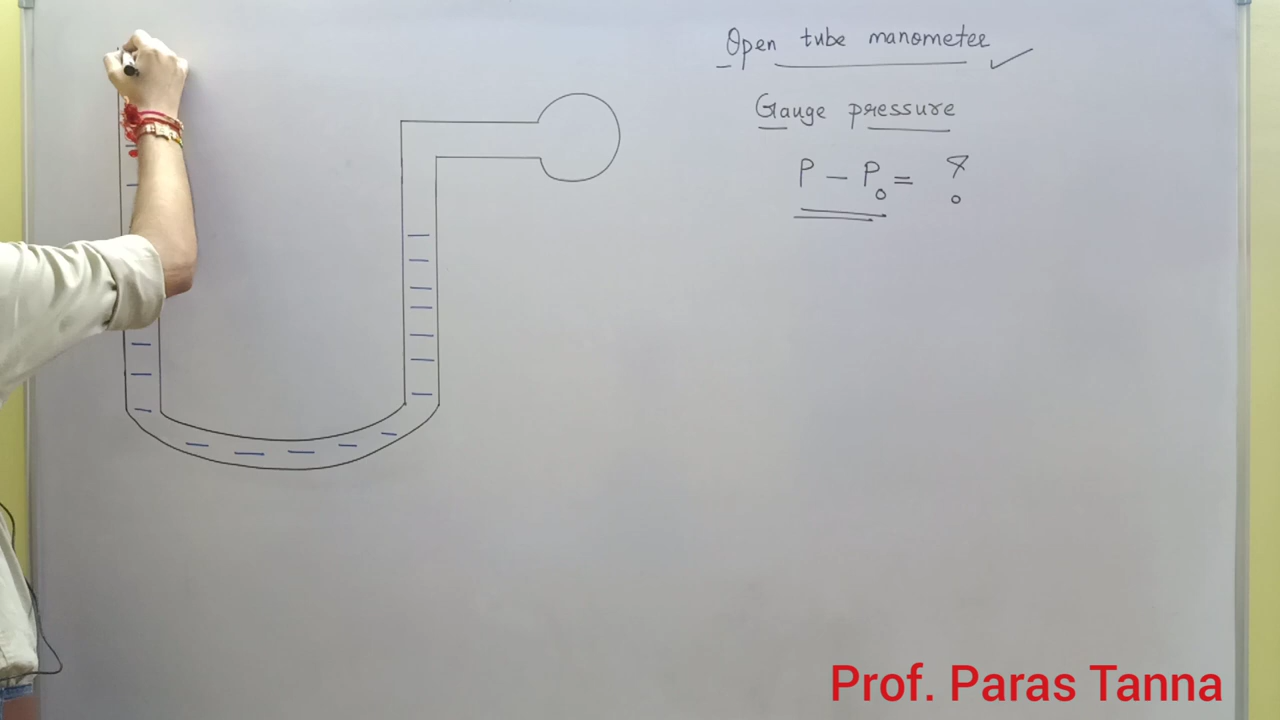 Open tube manometer
Gauge pressure
P - P₀ = ?
Prof. Paras Tanna